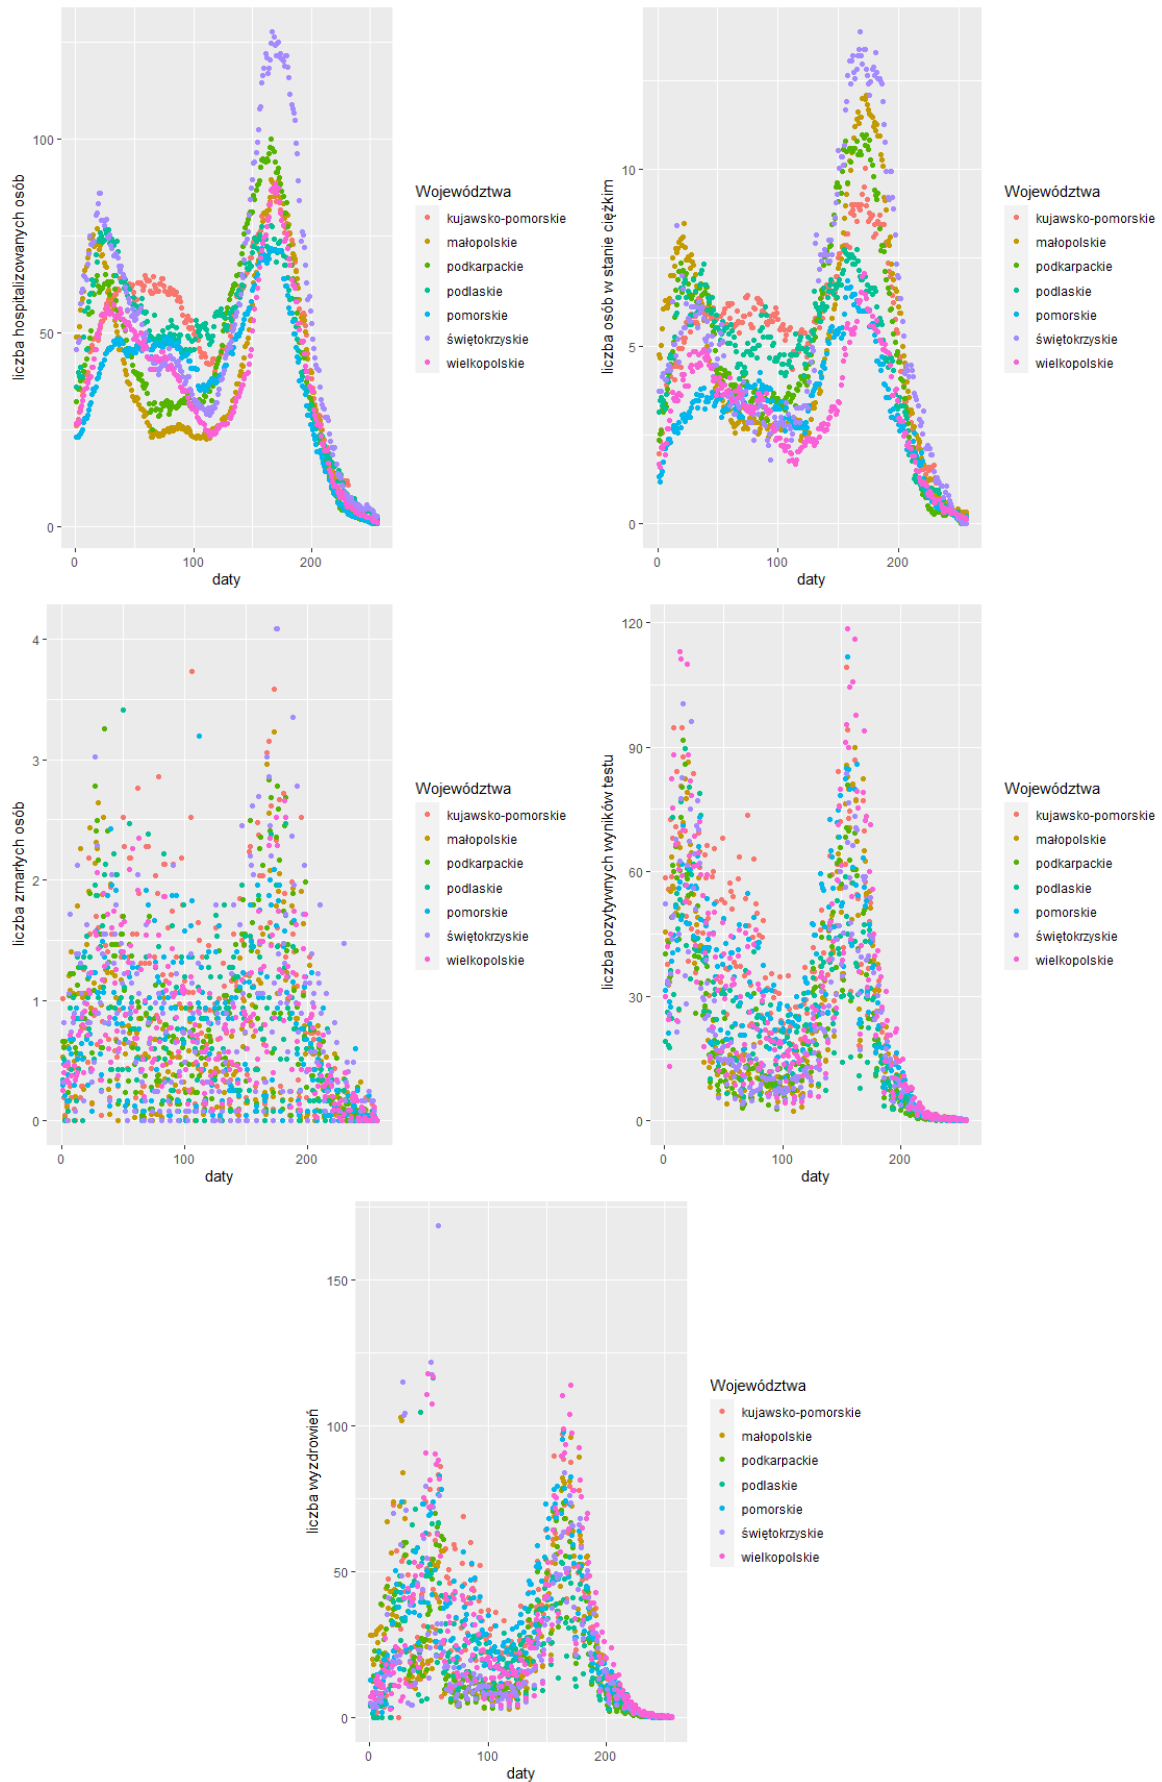 liczba hospitalizowanych osób
100
50
0
0
100
200
daty
Województwa
kujawsko-pomorskie
małopolskie
podkarpackie
podlaskie
pomorskie
świętokrzyskie
wielkopolskie
liczba osób w stanie ciężkim
10
5
0
0
100
200
daty
Województwa
kujawsko-pomorskie
małopolskie
podkarpackie
podlaskie
pomorskie
świętokrzyskie
wielkopolskie
liczba zmarłych osób
4
3
2
1
0
0
100
200
daty
Województwa
kujawsko-pomorskie
małopolskie
podkarpackie
podlaskie
pomorskie
świętokrzyskie
wielkopolskie
liczba pozytywnych wyników testu
120
90
60
30
0
0
100
200
daty
Województwa
kujawsko-pomorskie
małopolskie
podkarpackie
podlaskie
pomorskie
świętokrzyskie
wielkopolskie
liczba wyzdrowień
150
100
50
0
0
100
200
daty
Województwa
kujawsko-pomorskie
małopolskie
podkarpackie
podlaskie
pomorskie
świętokrzyskie
wielkopolskie